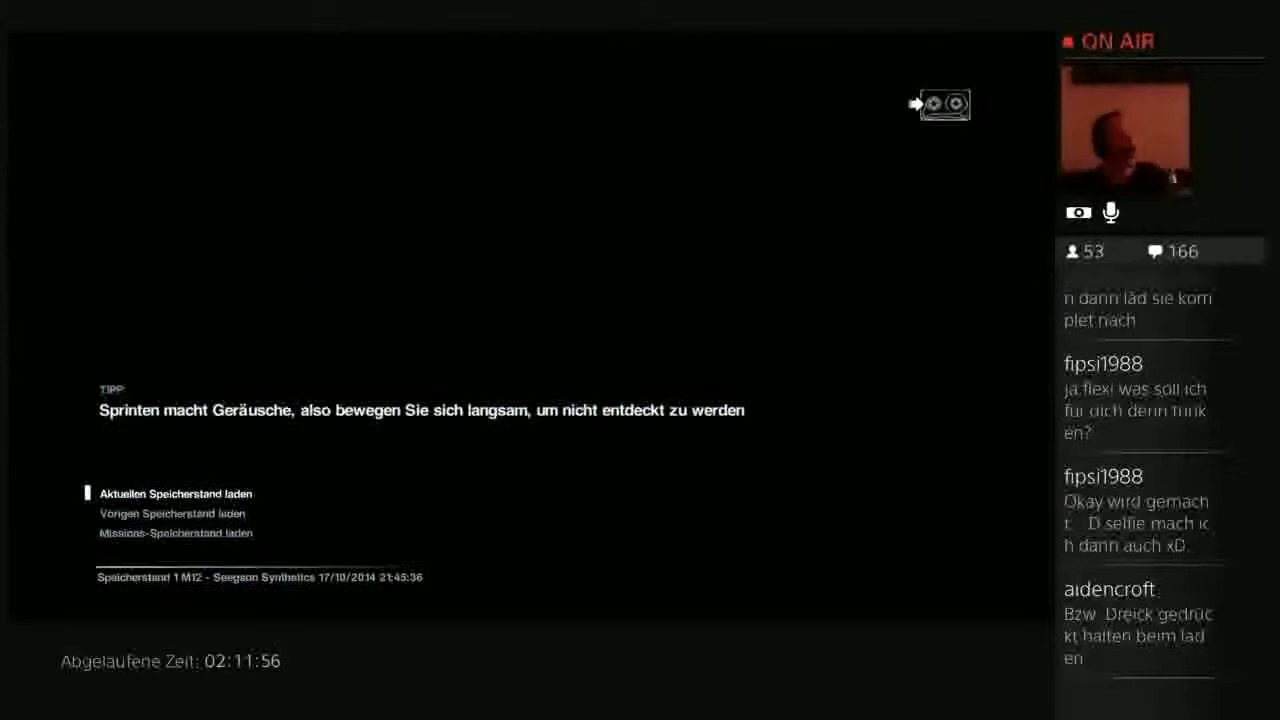 ON AIR
53 166
n dann läd sie kom
plet nach
TIPP
fipsi1988
ja flexi was soll ich
für dich denn funk
en?
Sprinten macht Geräusche, also bewegen Sie sich langsam, um nicht entdeckt zu werden
fipsi1988
Okay wird gemach
t D selfie mach ic
h dann auch xD
Aktuellen Speicherstand laden
Vorigen Speicherstand laden
Missions-Speicherstand laden
Speicherstand 1 M12 - Seegson Synthetics 17/10/2014 21:45:36
aidencroft
Bzw Dreick gedrüc
kt halten beim lad
en
Abgelaufene Zeit: 02:11:56